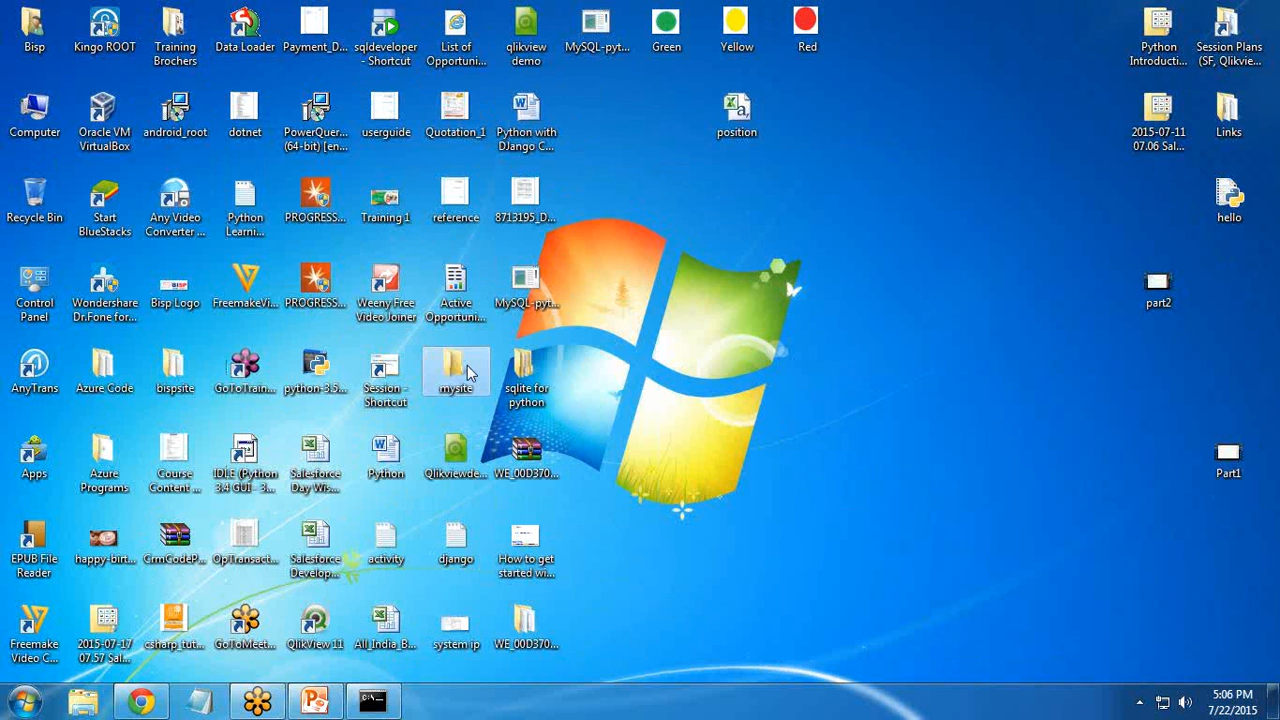 Bisp
Kingo ROOT
Training
Brochers
Data Loader
Payment_D...
sqldeveloper
- Shortcut
List of
Opportuni...
qlikview
demo
MySQL-pyt...
Green
Yellow
Red
Python
Introducti...
Session Plans
(SF, Qlikvie...
Computer
Oracle VM
VirtualBox
android_root
dotnet
PowerQuer...
(64-bit) [en...
userguide
Quotation_1
Python with
DJango C...
position
2015-07-11
07.06 Sal...
Links
Recycle Bin
Start
BlueStacks
Any Video
Converter ...
Python
Learni...
PROGRESS...
Training 1
reference
8713195_D...
hello
Control
Panel
Wondershare
Dr.Fone for...
Bisp Logo
FreemakeVi...
PROGRESS...
Weeny Free
Video Joiner
Active
Opportuni...
MySQL-pyt...
part2
AnyTrans
Azure Code
bispsite
GoToTrain...
python-3.5...
Session -
Shortcut
mysite
sqlite for
python
Apps
Azure
Programs
Course
Content ...
IDLE (Python
3.4 GUI - 3...
Salesforce
Day Wis...
Python
Qlikviewde...
WE_00D370...
Part1
EPUB File
Reader
happy-birt...
CrmCodeP...
OpTransact...
Salesforce
Develop...
activity
django
How to get
started wi...
Freemake
Video C...
2015-07-17
07.57 Sal...
csharp_tut...
GoToMeet...
QlikView 11
All_India_B...
system ip
WE_00D370...
5:06 PM
7/22/2015